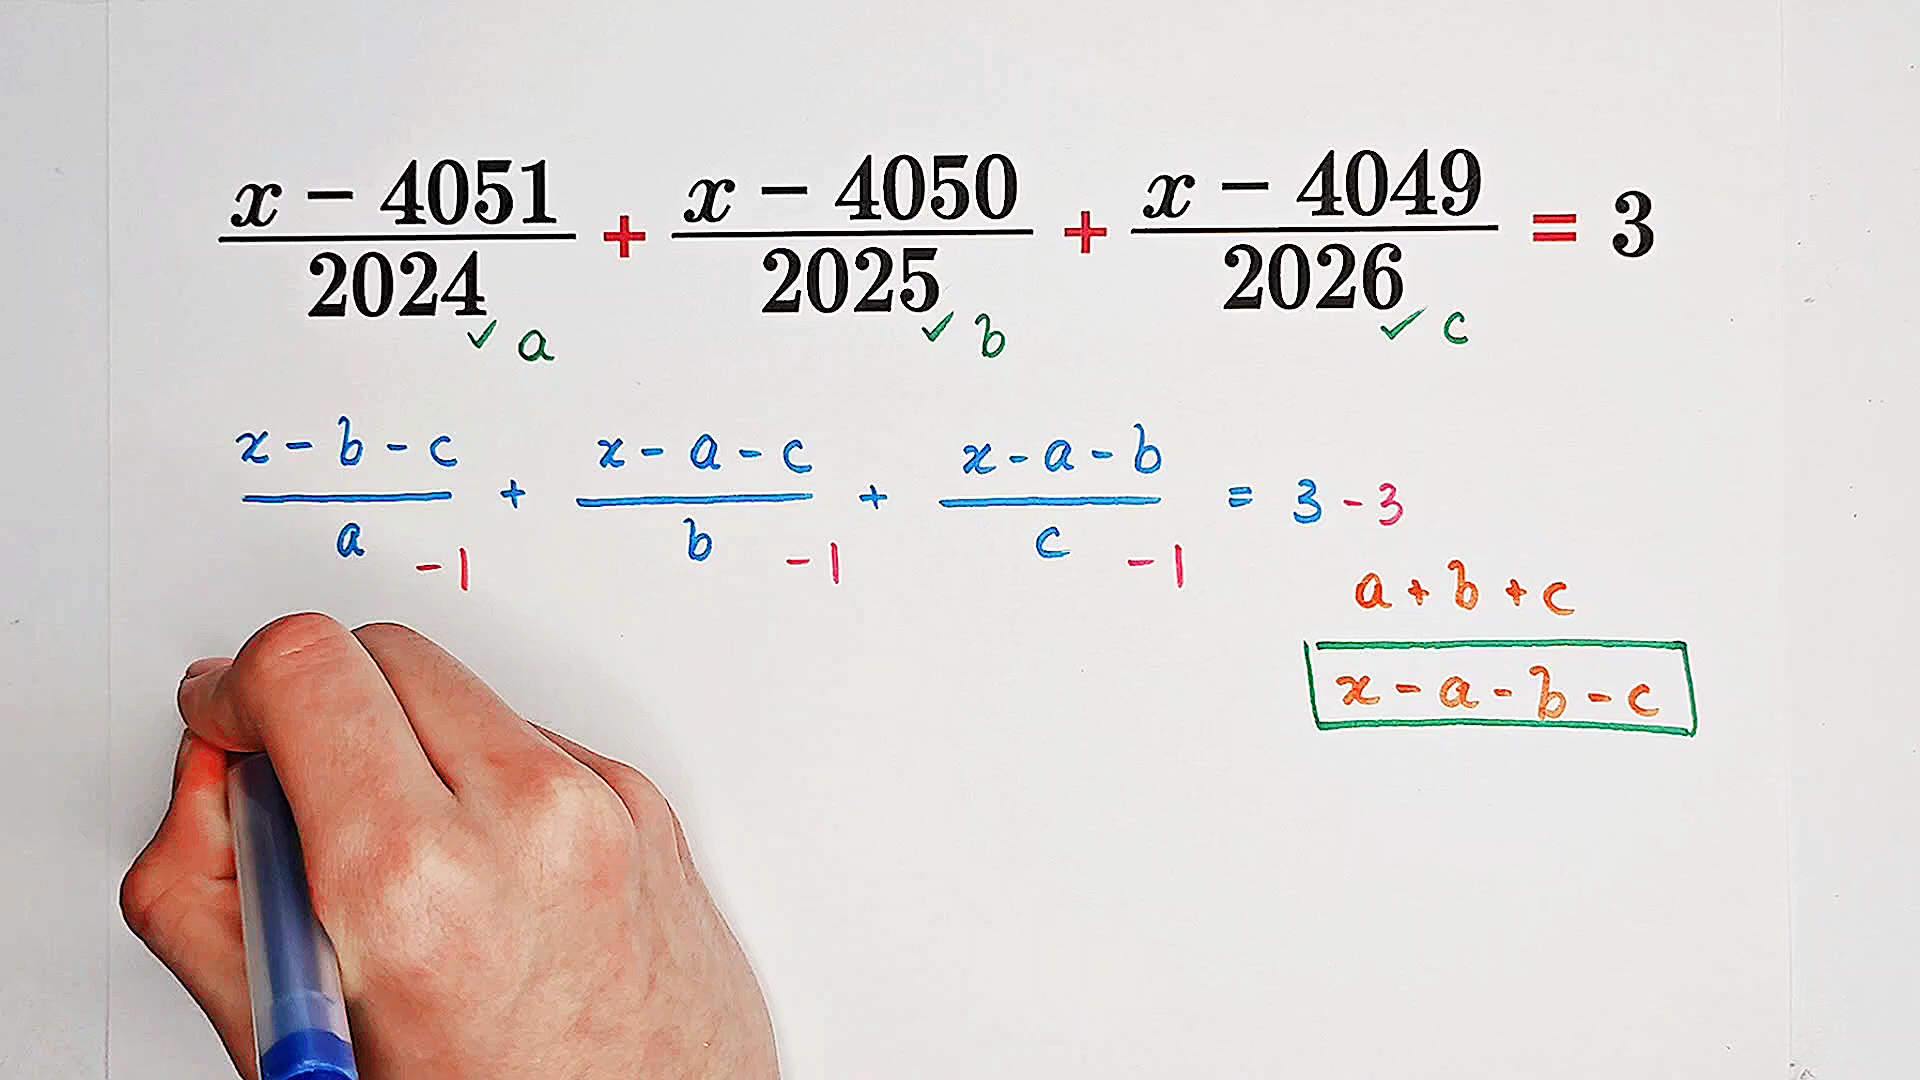 x - 4051 / 2024 + x - 4050 / 2025 + x - 4049 / 2026 = 3
✓ a ✓ b ✓ c
x - b - c / a - 1 + x - a - c / b - 1 + x - a - b / c - 1 = 3 - 3
a + b + c
x - a - b - c